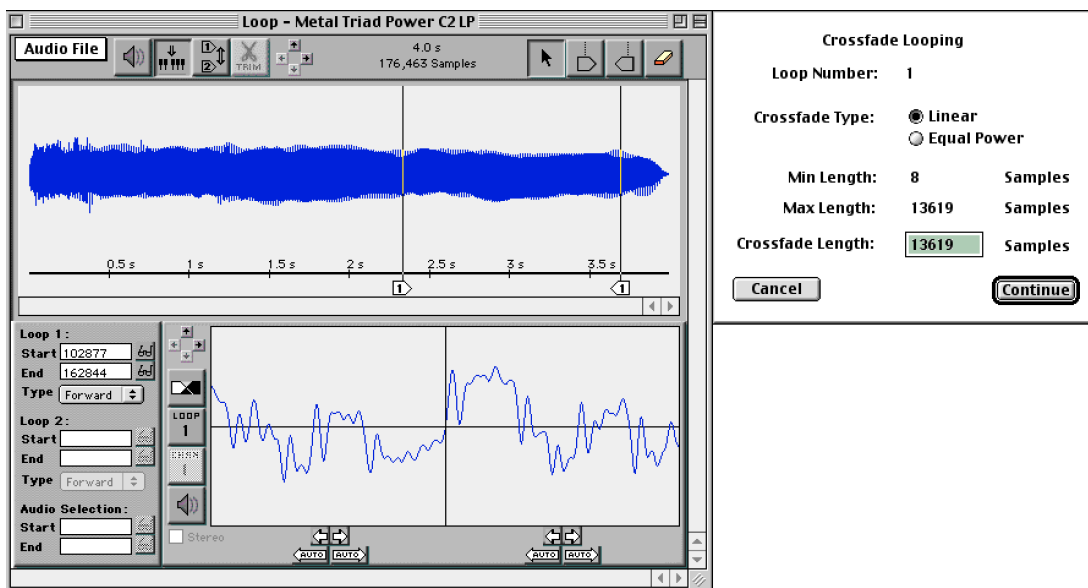 Loop – Metal Triad Power C2 LP
Audio File
1
2
TRIM
4.0 s
176,463 Samples
0.5 s 1 s 1.5 s 2 s 2.5 s 3 s 3.5 s
1 1
Loop 1:
Start 102877
End 162844
Type Forward
Loop 2:
Start
End
Type Forward
Audio Selection:
Start
End
LOOP
1
CHAN
Stereo
AUTO AUTO AUTO AUTO
Crossfade Looping
Loop Number: 1
Crossfade Type: Linear
Equal Power
Min Length: 8 Samples
Max Length: 13619 Samples
Crossfade Length: 13619 Samples
Cancel Continue